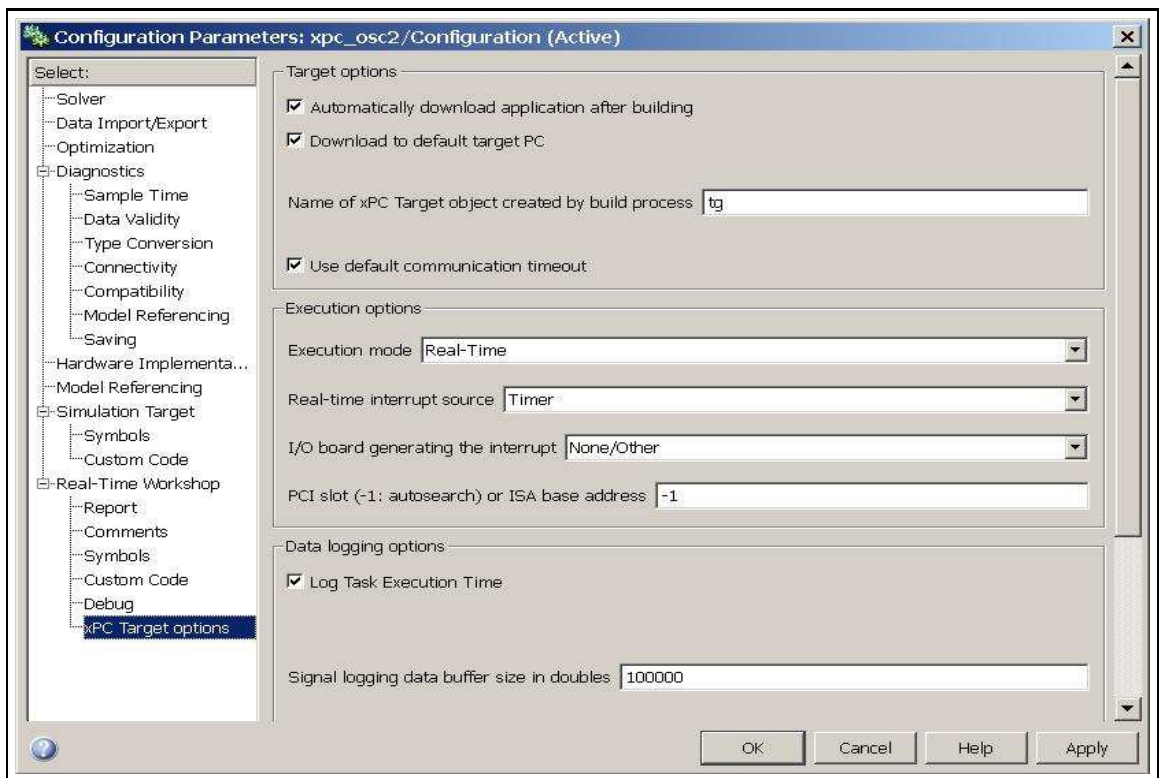 Configuration Parameters: xpc_osc2/Configuration (Active)
Select:
Solver
Data Import/Export
Optimization
Diagnostics
Sample Time
Data Validity
Type Conversion
Connectivity
Compatibility
Model Referencing
Saving
Hardware Implementa...
Model Referencing
Simulation Target
Symbols
Custom Code
Real-Time Workshop
Report
Comments
Symbols
Custom Code
Debug
xPC Target options
Target options
Automatically download application after building
Download to default target PC
Name of xPC Target object created by build process tg
Use default communication timeout
Execution options
Execution mode Real-Time
Real-time interrupt source Timer
I/O board generating the interrupt None/Other
PCI slot (-1: autosearch) or ISA base address -1
Data logging options
Log Task Execution Time
Signal logging data buffer size in doubles 100000
OK Cancel Help Apply